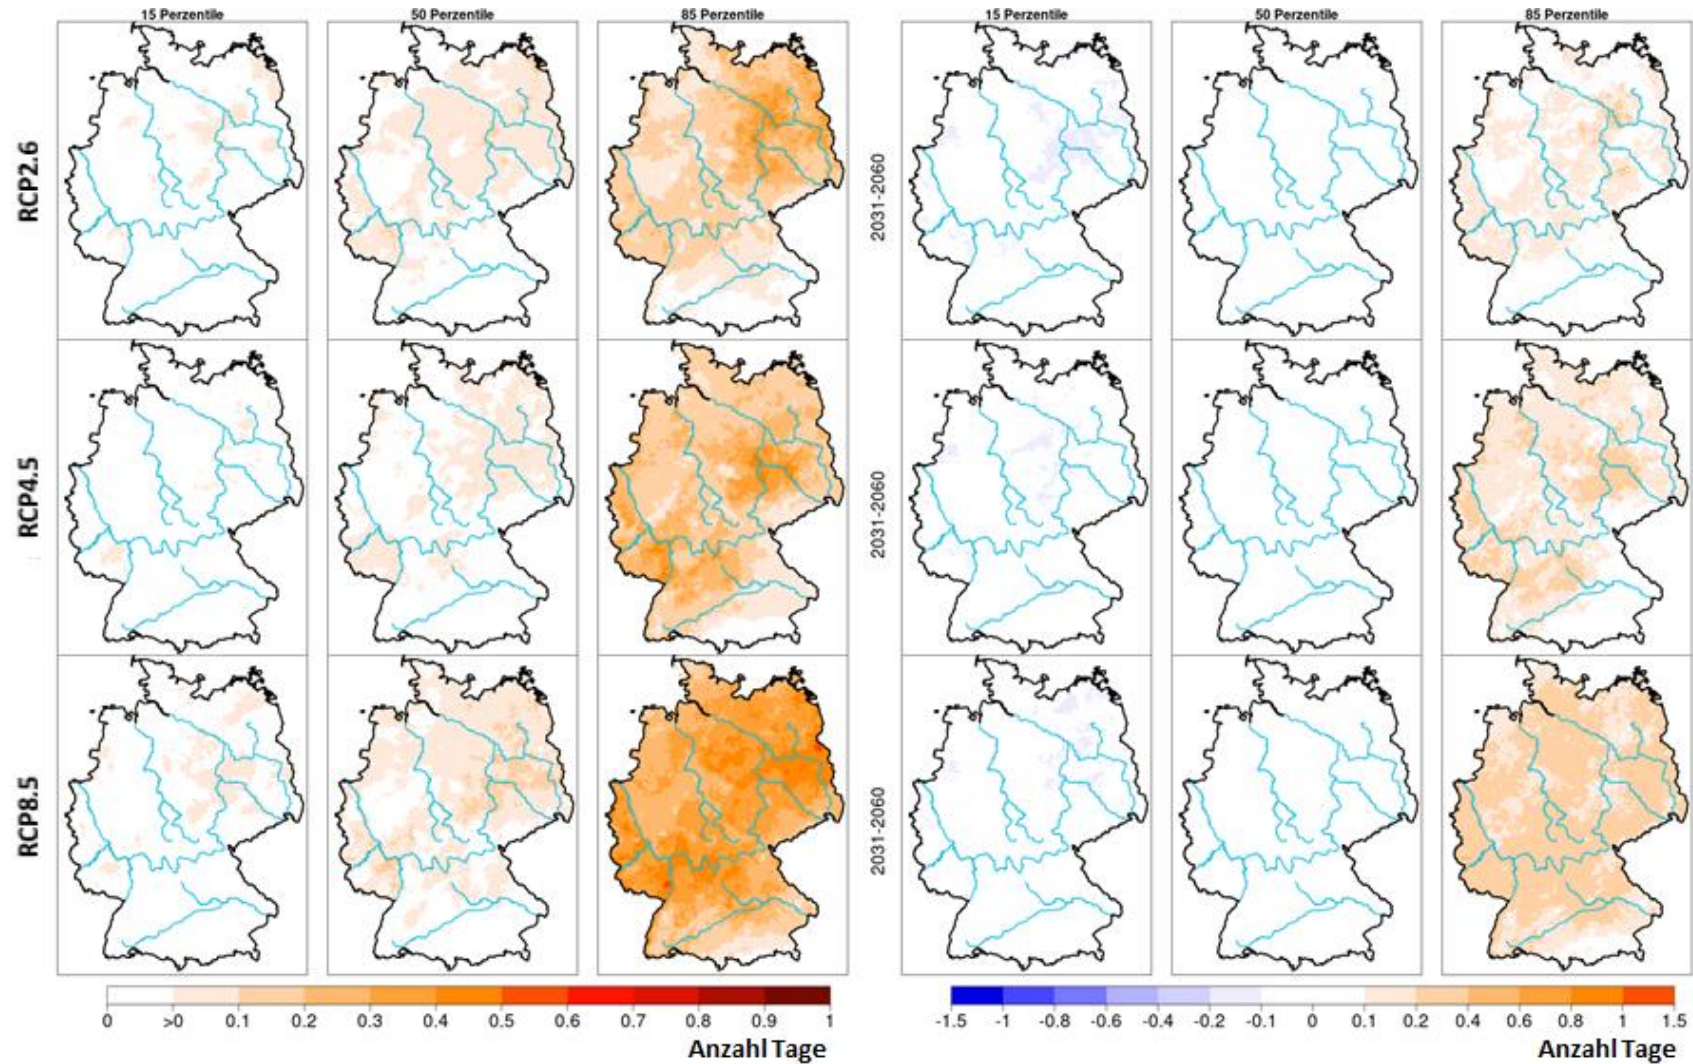 15 Perzentile 50 Perzentile 85 Perzentile 15 Perzentile 50 Perzentile 85 Perzentile
RCP2.6 2031-2060
RCP4.5 2031-2060
RCP8.5 2031-2060
0 >0 0.1 0.2 0.3 0.4 0.5 0.6 0.7 0.8 0.9 1 -1.5 -1 -0.8 -0.6 -0.4 -0.2 -0.1 0 0.1 0.2 0.4 0.6 0.8 1 1.5
Anzahl Tage Anzahl Tage